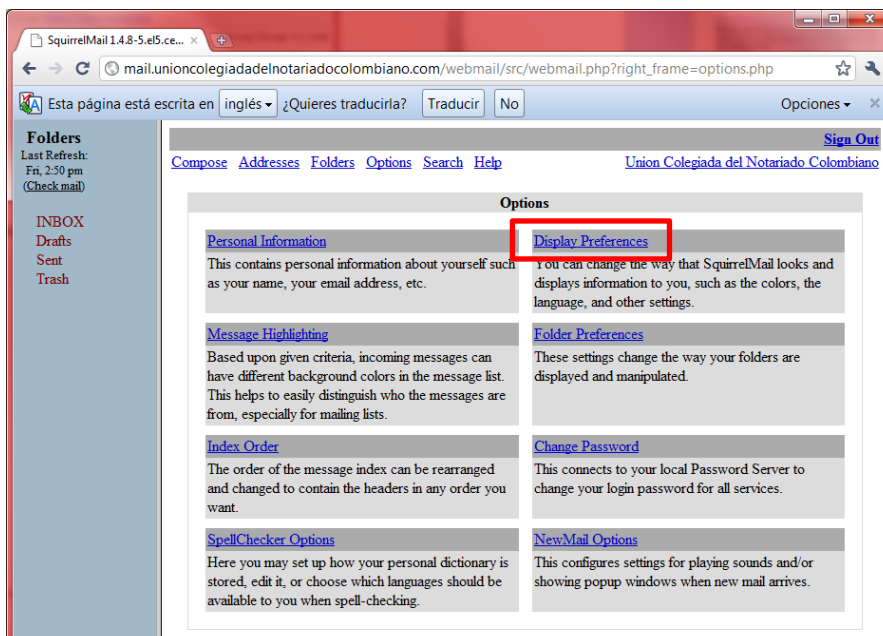 SquirrelMail 1.4.8-5.el5.ce...
mail.unioncolegiadadelnotariadocolombiano.com/webmail/src/webmail.php?right_frame=options.php
Esta página está escrita en inglés ¿Quieres traducirla? Traducir No Opciones
Folders
Last Refresh:
Fri, 2:50 pm
(Check mail)
INBOX
Drafts
Sent
Trash
Sign Out
Compose Addresses Folders Options Search Help Union Colegiada del Notariado Colombiano
Options
Personal Information
This contains personal information about yourself such
as your name, your email address, etc.
Display Preferences
You can change the way that SquirrelMail looks and
displays information to you, such as the colors, the
language, and other settings.
Message Highlighting
Based upon given criteria, incoming messages can
have different background colors in the message list.
This helps to easily distinguish who the messages are
from, especially for mailing lists.
Folder Preferences
These settings change the way your folders are
displayed and manipulated.
Index Order
The order of the message index can be rearranged
and changed to contain the headers in any order you
want.
Change Password
This connects to your local Password Server to
change your login password for all services.
SpellChecker Options
Here you may set up how your personal dictionary is
stored, edit it, or choose which languages should be
available to you when spell-checking.
NewMail Options
This configures settings for playing sounds and/or
showing popup windows when new mail arrives.